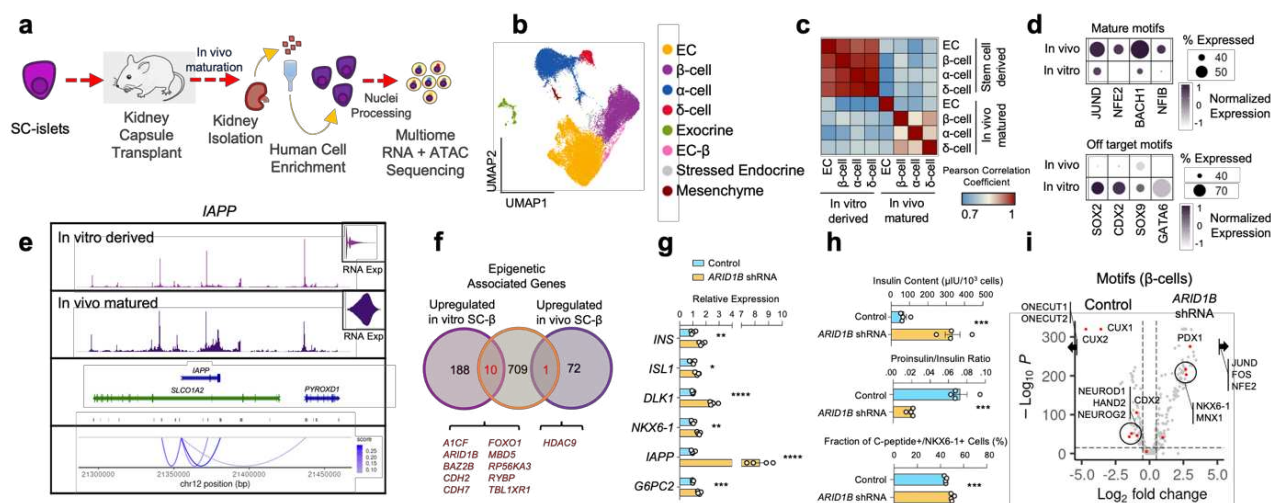 a
SC-islets
Kidney
Capsule
Transplant
In vivo
maturation
Kidney
Isolation
Human Cell
Enrichment
Nuclei
Processing
Multiome
RNA + ATAC
Sequencing
b
UMAP2
UMAP1
EC
β-cell
α-cell
δ-cell
Exocrine
EC-β
Stressed Endocrine
Mesenchyme
c
EC
β-cell
α-cell
δ-cell
EC
β-cell
α-cell
δ-cell
Stem cell
derived
In vivo
matured
EC
β-cell
α-cell
δ-cell
EC
β-cell
α-cell
δ-cell
In vitro
derived
In vivo
matured
Pearson Correlation
Coefficient
0.7
1
d
Mature motifs
In vivo
In vitro
JUND
NFE2
BACH1
NFIB
% Expressed
40
50
1
-1
Normalized
Expression
Off target motifs
In vivo
In vitro
SOX2
CDX2
SOX9
GATA6
% Expressed
40
70
1
-1
Normalized
Expression
e
IAPP
In vitro derived
RNA Exp
In vivo matured
RNA Exp
IAPP
SLCO1A2
PYROXD1
score
0.25
0.20
0.15
0.10
21300000
21350000
21400000
21450000
chr12 position (bp)
f
Epigenetic
Associated Genes
Upregulated
in vitro SC-β
Upregulated
in vivo SC-β
188
10
709
1
72
A1CF
ARID1B
BAZ2B
CDH2
CDH7
FOXO1
MBD5
RP56KA3
RYBP
TBL1XR1
HDAC9
g
Control
ARID1B shRNA
Relative Expression
0 1 2 3 4 6 8 10
INS
**
ISL1
*
DLK1
****
NKX6-1
**
IAPP
****
G6PC2
***
h
Control
ARID1B shRNA
Insulin Content (µIU/10³ cells)
0 100 200 300 400 500
Control
ARID1B shRNA
***
Proinsulin/Insulin Ratio
.00 .02 .04 .06 .08 .10
Control
ARID1B shRNA
***
Fraction of C-peptide+/NKX6-1+ Cells (%)
0 20 40 60 80
Control
ARID1B shRNA
***
i
Motifs (β-cells)
ONECUT1
ONECUT2
Control
ARID1B
shRNA
CUX1
CUX2
PDX1
JUND
FOS
NFE2
NEUROD1
HAND2
NEUROG2
CDX2
NKX6-1
MNX1
– Log₁₀ P
300
200
100
0
-5.0
-2.5
0.0
2.5
5.0
Log₂ fold change